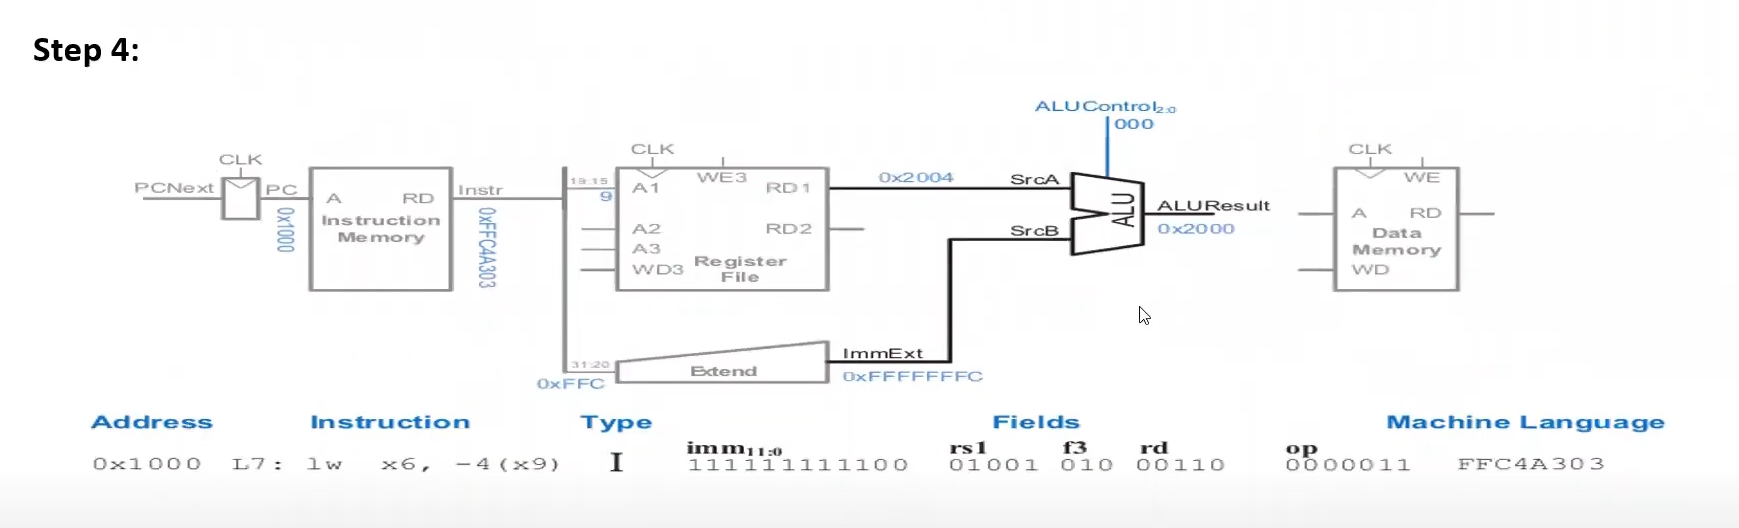 Step 4:
ALUControl2:0
000
CLK
CLK
CLK
PCNext
PC
A
RD
Instruction
Memory
0x1000
Instr
0xFFC4A303
19:15
9
A1
WE3
RD1
A2
RD2
A3
WD3
Register
File
0x2004
SrcA
SrcB
ALU
ALUResult
0x2000
WE
A
RD
Data
Memory
WD
31:20
0xFFC
Extend
ImmExt
0xFFFFFFFC
Address Instruction Type Fields Machine Language
imm11:0 rs1 f3 rd op
0x1000 L7: lw x6, -4(x9) I 111111111100 01001 010 00110 0000011 FFC4A303